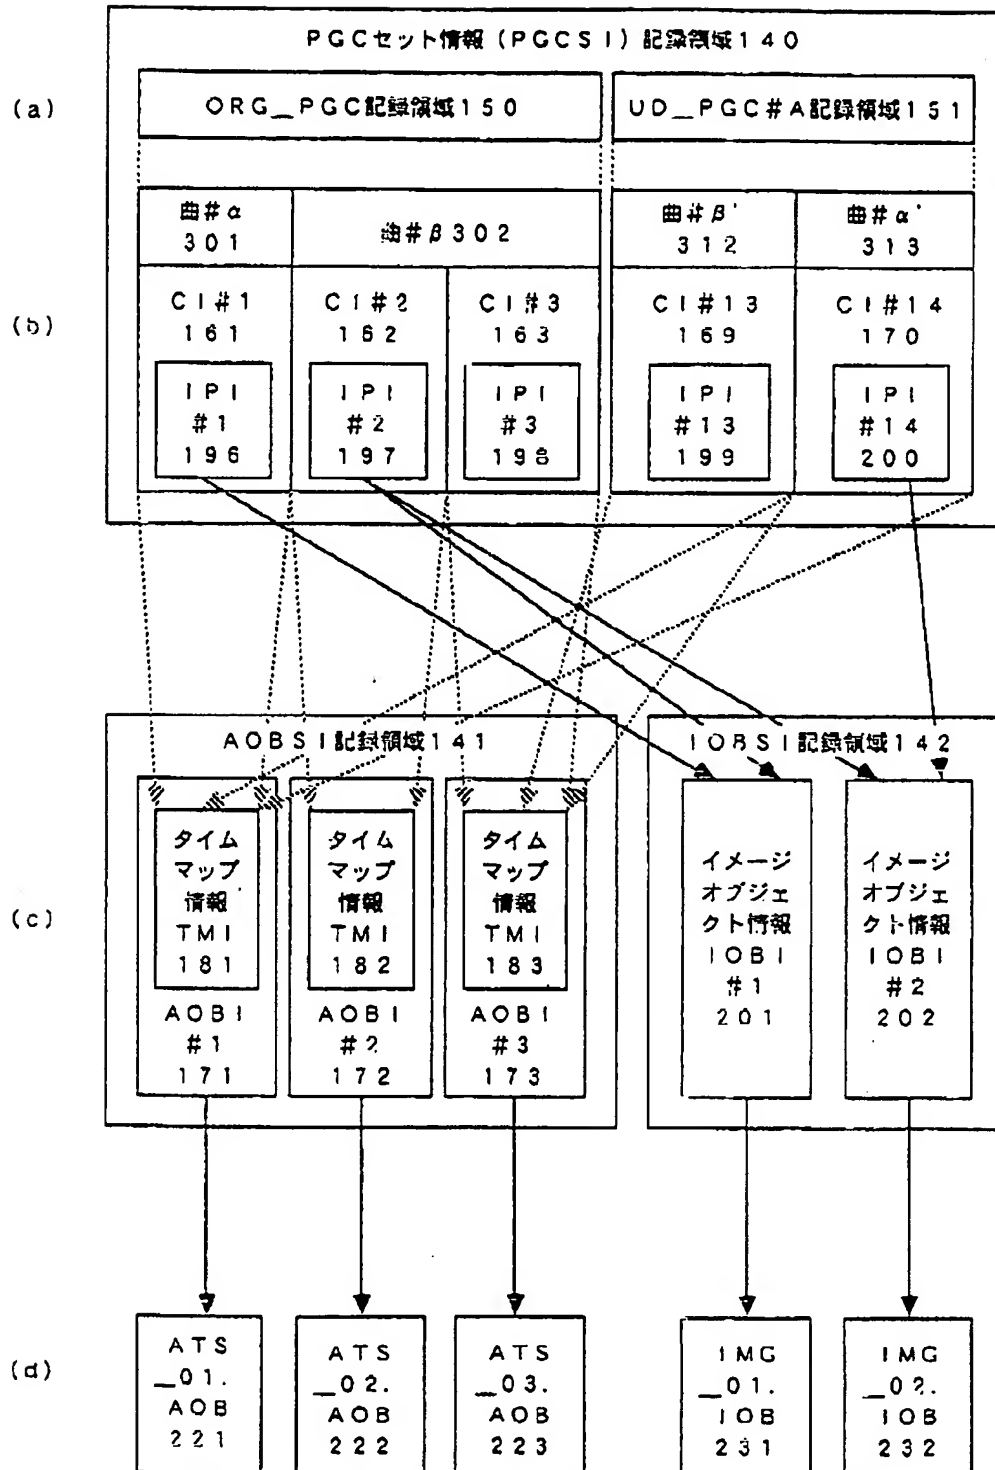 (a)
PGCセット情報(PGCSI)記録領域140
ORG_PGC記録領域150
UD_PGC#A記録領域151
(b)
曲#α
301
曲#β302
曲#β'
312
曲#α'
313
CI#1
161
CI#2
162
CI#3
163
CI#13
169
CI#14
170
IPI
#1
196
IPI
#2
197
IPI
#3
198
IPI
#13
199
IPI
#14
200
(c)
AOBSI記録領域141
IOBSI記録領域142
タイム
マップ
情報
TMI
181
AOBI
#1
171
タイム
マップ
情報
TMI
182
AOBI
#2
172
タイム
マップ
情報
TMI
183
AOBI
#3
173
イメージ
オブジェ
クト情報
IOBI
#1
201
イメージ
オブジェ
クト情報
IOBI
#2
202
(d)
ATS
_01.
AOB
221
ATS
_02.
AOB
222
ATS
_03.
AOB
223
IMG
_01.
IOB
231
IMG
_02.
IOB
232